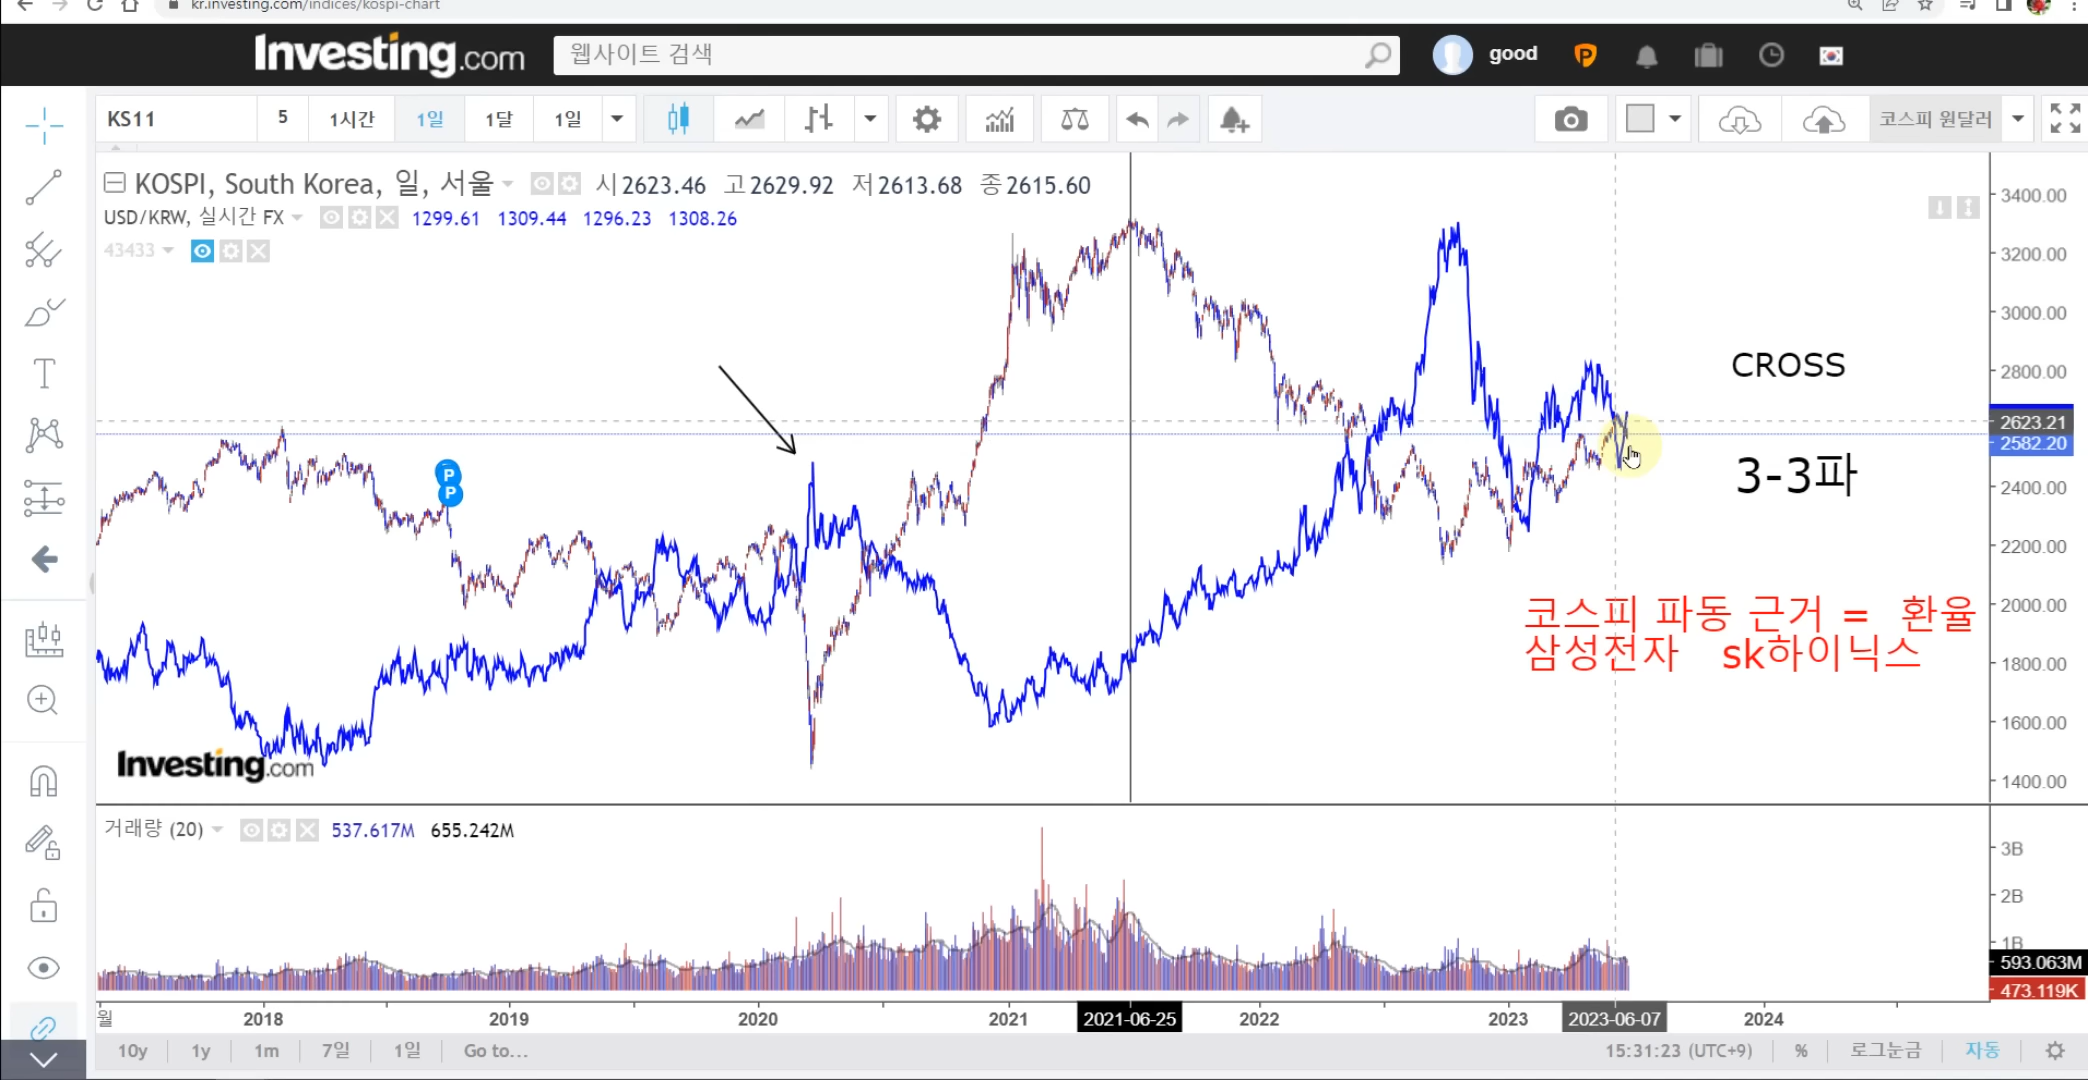 kr.investing.com/indices/kospi-chart
Investing.com 웹사이트 검색 good
KS11 5 1시간 1일 1달 1일 코스피 원달러
KOSPI, South Korea, 일, 서울 시2623.46 고2629.92 저2613.68 종2615.60
USD/KRW, 실시간 FX 1299.61 1309.44 1296.23 1308.26
43433
3400.00
3200.00
3000.00
CROSS
2800.00
2623.21
2582.20
P
P
3-3파
2400.00
2200.00
코스피 파동 근거 = 환율
2000.00
삼성전자 sk하이닉스
1800.00
1600.00
Investing.com
1400.00
거래량 (20) 537.617M 655.242M
3B
2B
1B
593.063M
473.119K
월 2018 2019 2020 2021 2021-06-25 2022 2023 2023-06-07 2024
10y 1y 1m 7일 1일 Go to... 15:31:23 (UTC+9) % 로그눈금 자동